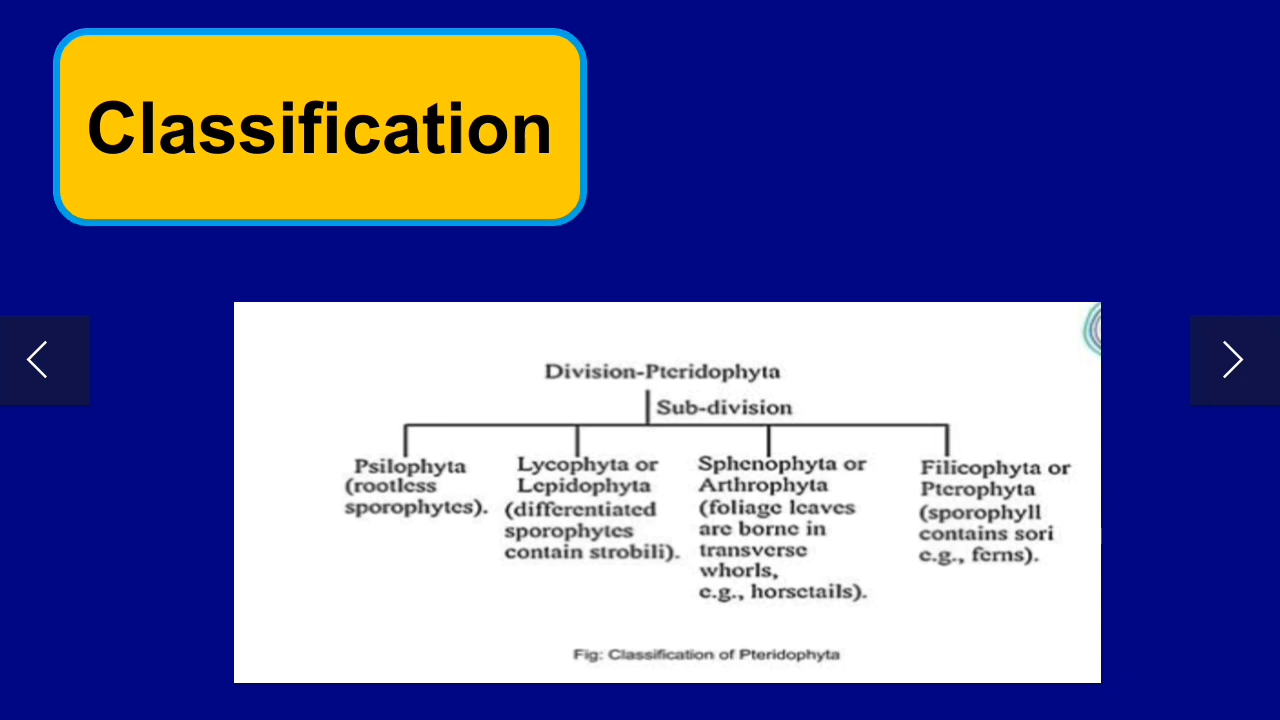 Classification
Division-Pteridophyta
Sub-division
Psilophyta
(rootless
sporophytes).
Lycophyta or
Lepidophyta
(differentiated
sporophytes
contain strobili).
Sphenophyta or
Arthrophyta
(foliage leaves
are borne in
transverse
whorls,
e.g., horsetails).
Filicophyta or
Pterophyta
(sporophyll
contains sori
e.g., ferns).
Fig: Classification of Pteridophyta